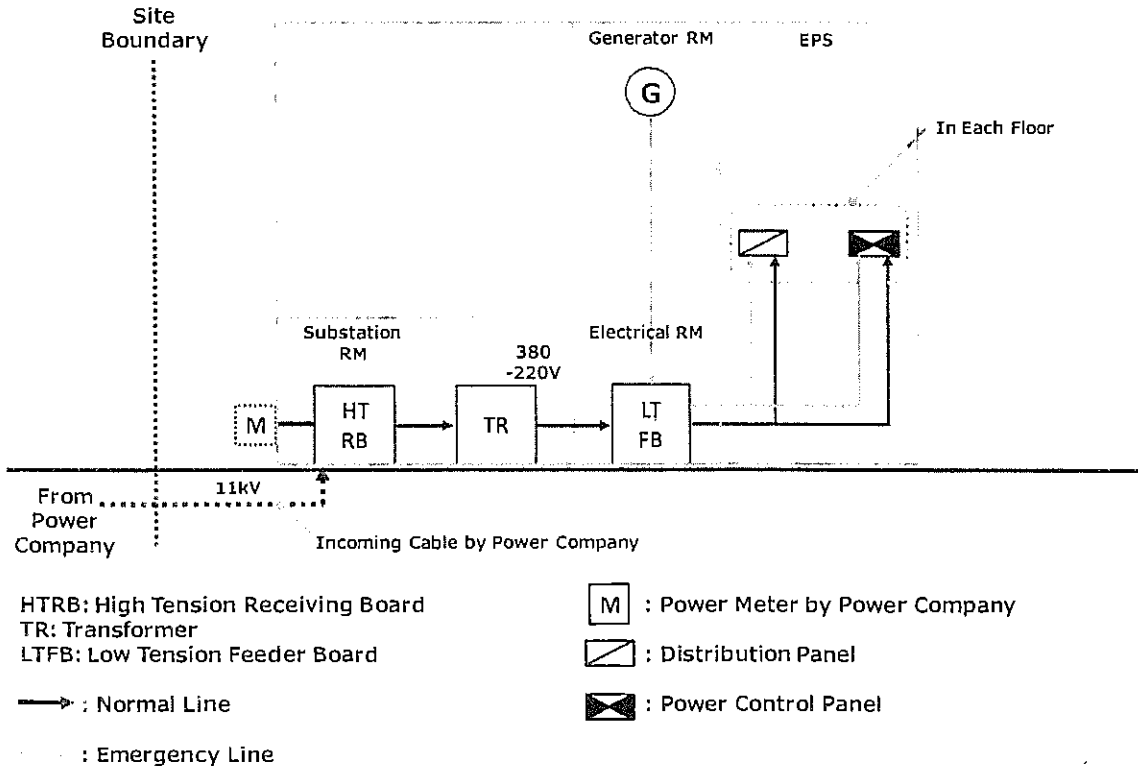 Site
Boundary
Generator RM
EPS
G
In Each Floor
Substation
RM
Electrical RM
380
-220V
M
HT
RB
TR
LT
FB
11kV
From
Power
Company
Incoming Cable by Power Company
HTRB: High Tension Receiving Board
TR: Transformer
LTFB: Low Tension Feeder Board
: Normal Line
: Emergency Line
M : Power Meter by Power Company
: Distribution Panel
: Power Control Panel